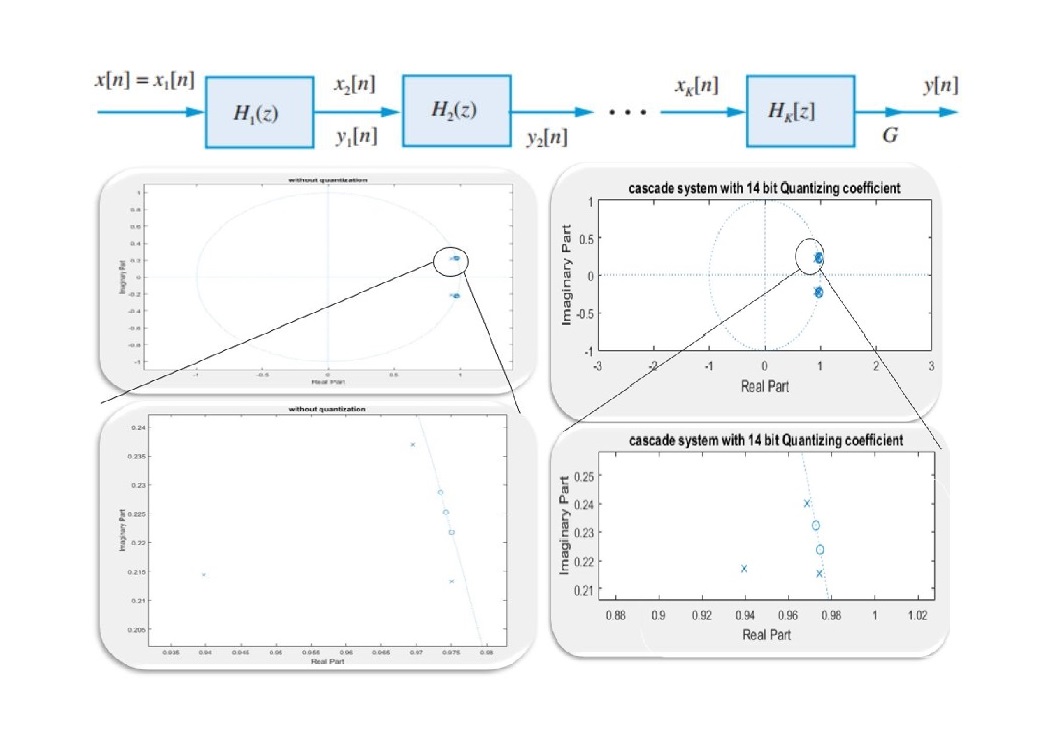 x[n] = x₁[n]
H₁(z)
x₂[n]
y₁[n]
H₂(z)
y₂[n]
x_K[n]
H_K[z]
G
y[n]
without quantization
Imaginary Part
1
0.8
0.6
0.4
0.2
0
-0.2
-0.4
-0.6
-0.8
-1
-1
-0.5
0
0.5
1
Real Part
cascade system with 14 bit Quantizing coefficient
Imaginary Part
1
0.5
0
-0.5
-1
-3
-2
-1
0
1
2
3
Real Part
without quantization
Imaginary Part
0.24
0.235
0.23
0.225
0.22
0.215
0.21
0.205
0.935
0.94
0.945
0.95
0.955
0.96
0.965
0.97
0.975
0.98
Real Part
cascade system with 14 bit Quantizing coefficient
Imaginary Part
0.25
0.24
0.23
0.22
0.21
0.88
0.9
0.92
0.94
0.96
0.98
1
1.02
Real Part